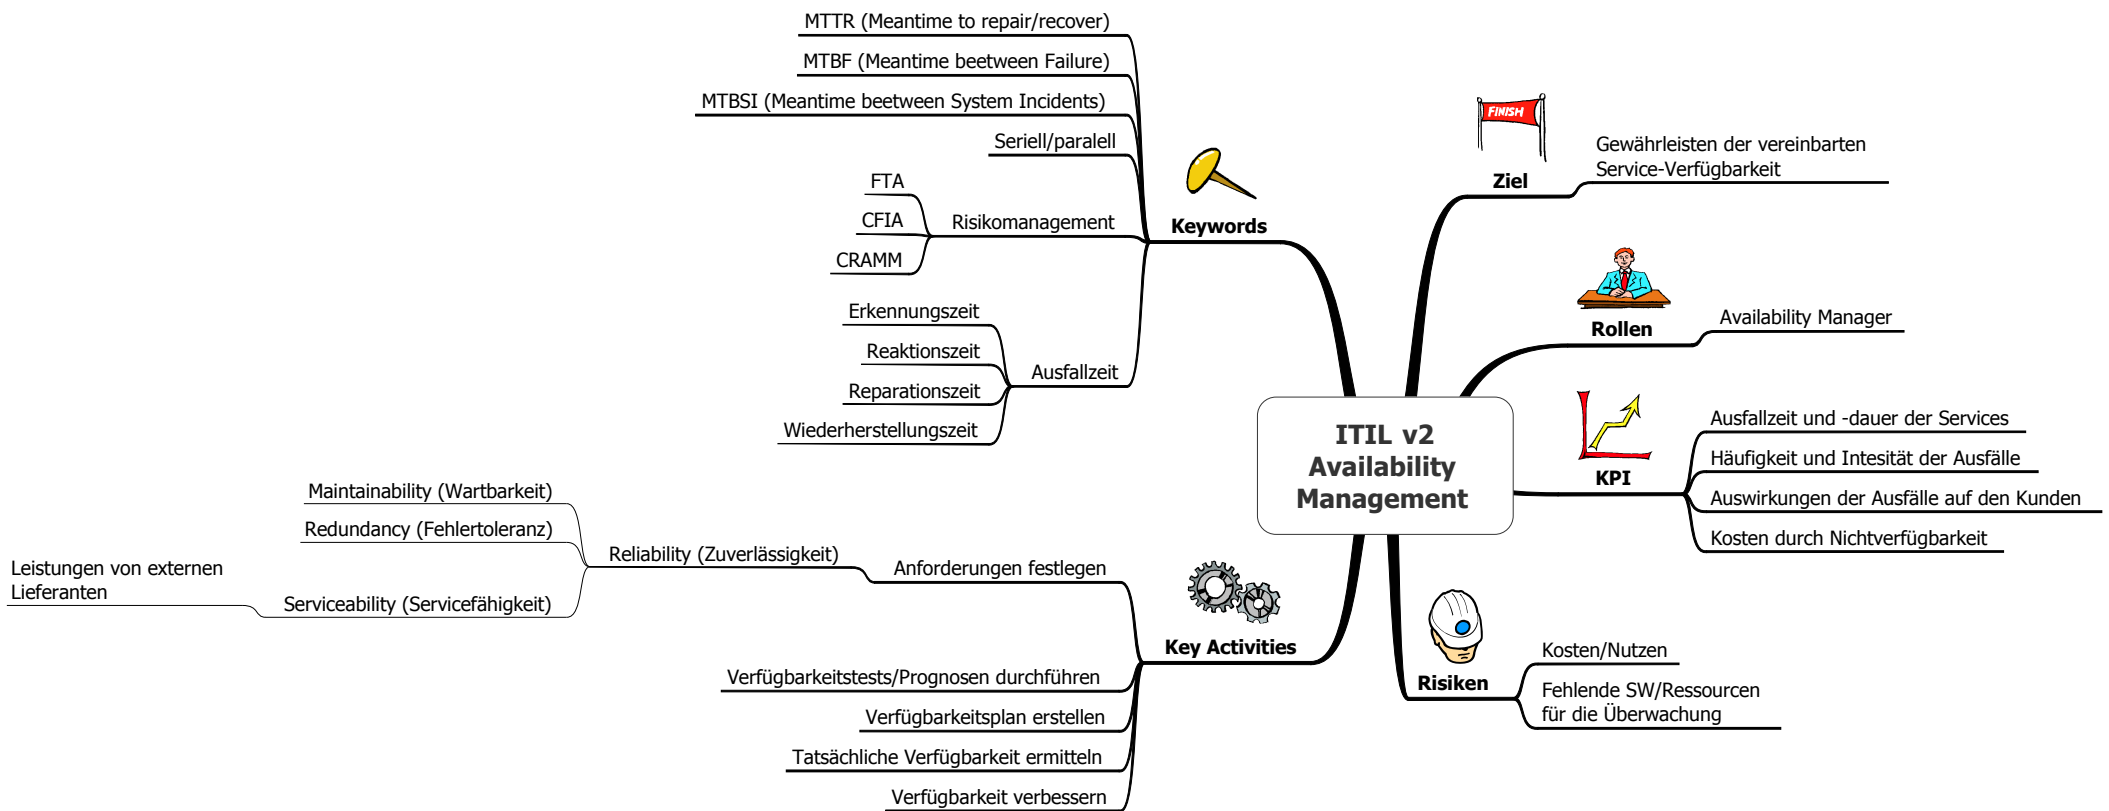 MTTR (Meantime to repair/recover)
MTBF (Meantime beetween Failure)
MTBSI (Meantime beetween System Incidents)
Seriell/paralell
FTA
CFIA
CRAMM
Risikomanagement
Erkennungszeit
Reaktionszeit
Reparationszeit
Wiederherstellungszeit
Ausfallzeit
Keywords
FINISH
Ziel
Gewährleisten der vereinbarten
Service-Verfügbarkeit
Rollen
Availability Manager
ITIL v2
Availability
Management
KPI
Ausfallzeit und -dauer der Services
Häufigkeit und Intesität der Ausfälle
Auswirkungen der Ausfälle auf den Kunden
Kosten durch Nichtverfügbarkeit
Maintainability (Wartbarkeit)
Redundancy (Fehlertoleranz)
Leistungen von externen
Lieferanten
Serviceability (Servicefähigkeit)
Reliability (Zuverlässigkeit)
Anforderungen festlegen
Key Activities
Verfügbarkeitstests/Prognosen durchführen
Verfügbarkeitsplan erstellen
Tatsächliche Verfügbarkeit ermitteln
Verfügbarkeit verbessern
Risiken
Kosten/Nutzen
Fehlende SW/Ressourcen
für die Überwachung